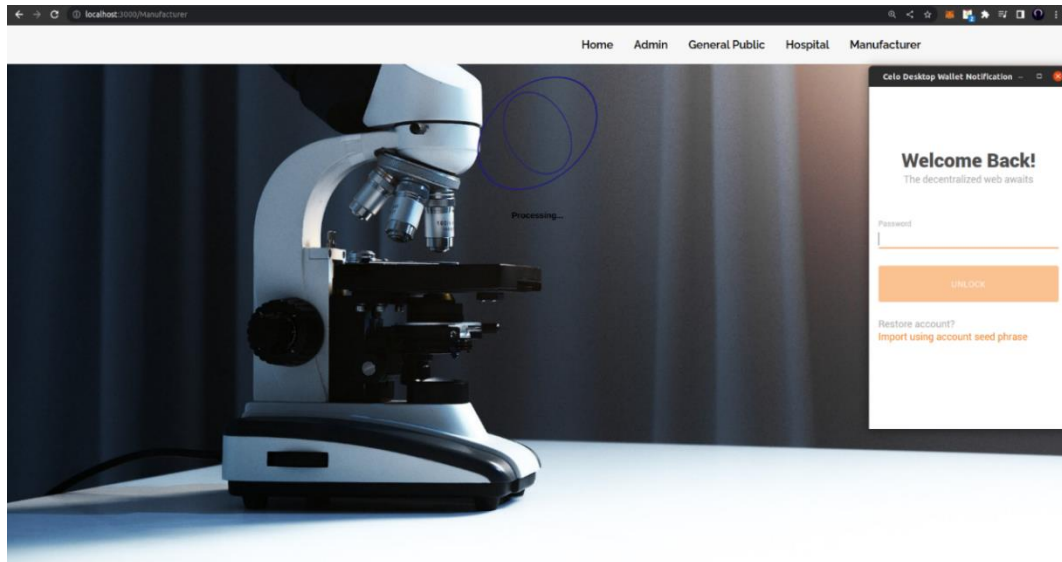 localhost:3000/Manufacturer
Home Admin General Public Hospital Manufacturer
Celo Desktop Wallet Notification
Welcome Back!
The decentralized web awaits
Processing...
Password
UNLOCK
Restore account?
Import using account seed phrase